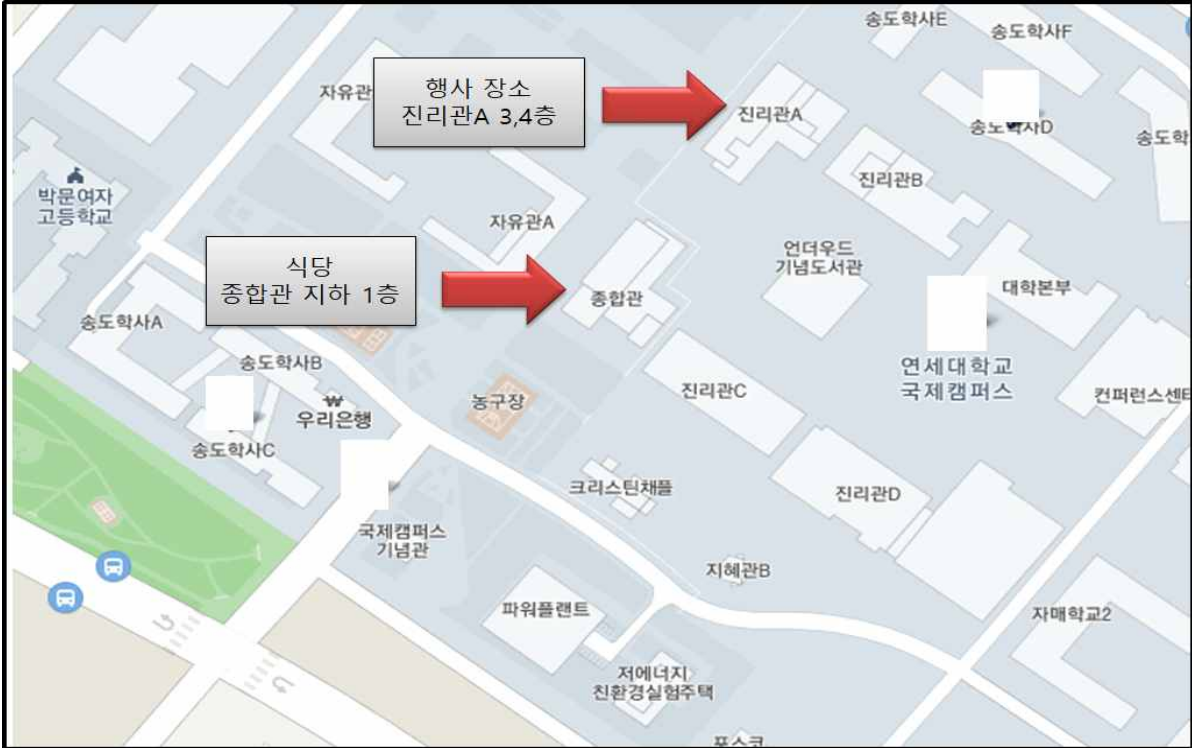 송도학사E
송도학사F
자유관
행사 장소
진리관A 3,4층
진리관A
송도학사D
송도학
박문여자
고등학교
진리관B
자유관A
식당
종합관 지하 1층
언더우드
기념도서관
종합관
대학본부
송도학사A
송도학사B
연세대학교
국제캠퍼스
우리은행
농구장
진리관C
컨퍼런스센터
송도학사C
크리스틴채플
진리관D
국제캠퍼스
기념관
지혜관B
파워플랜트
자매학교2
저에너지
친환경실험주택
포스코